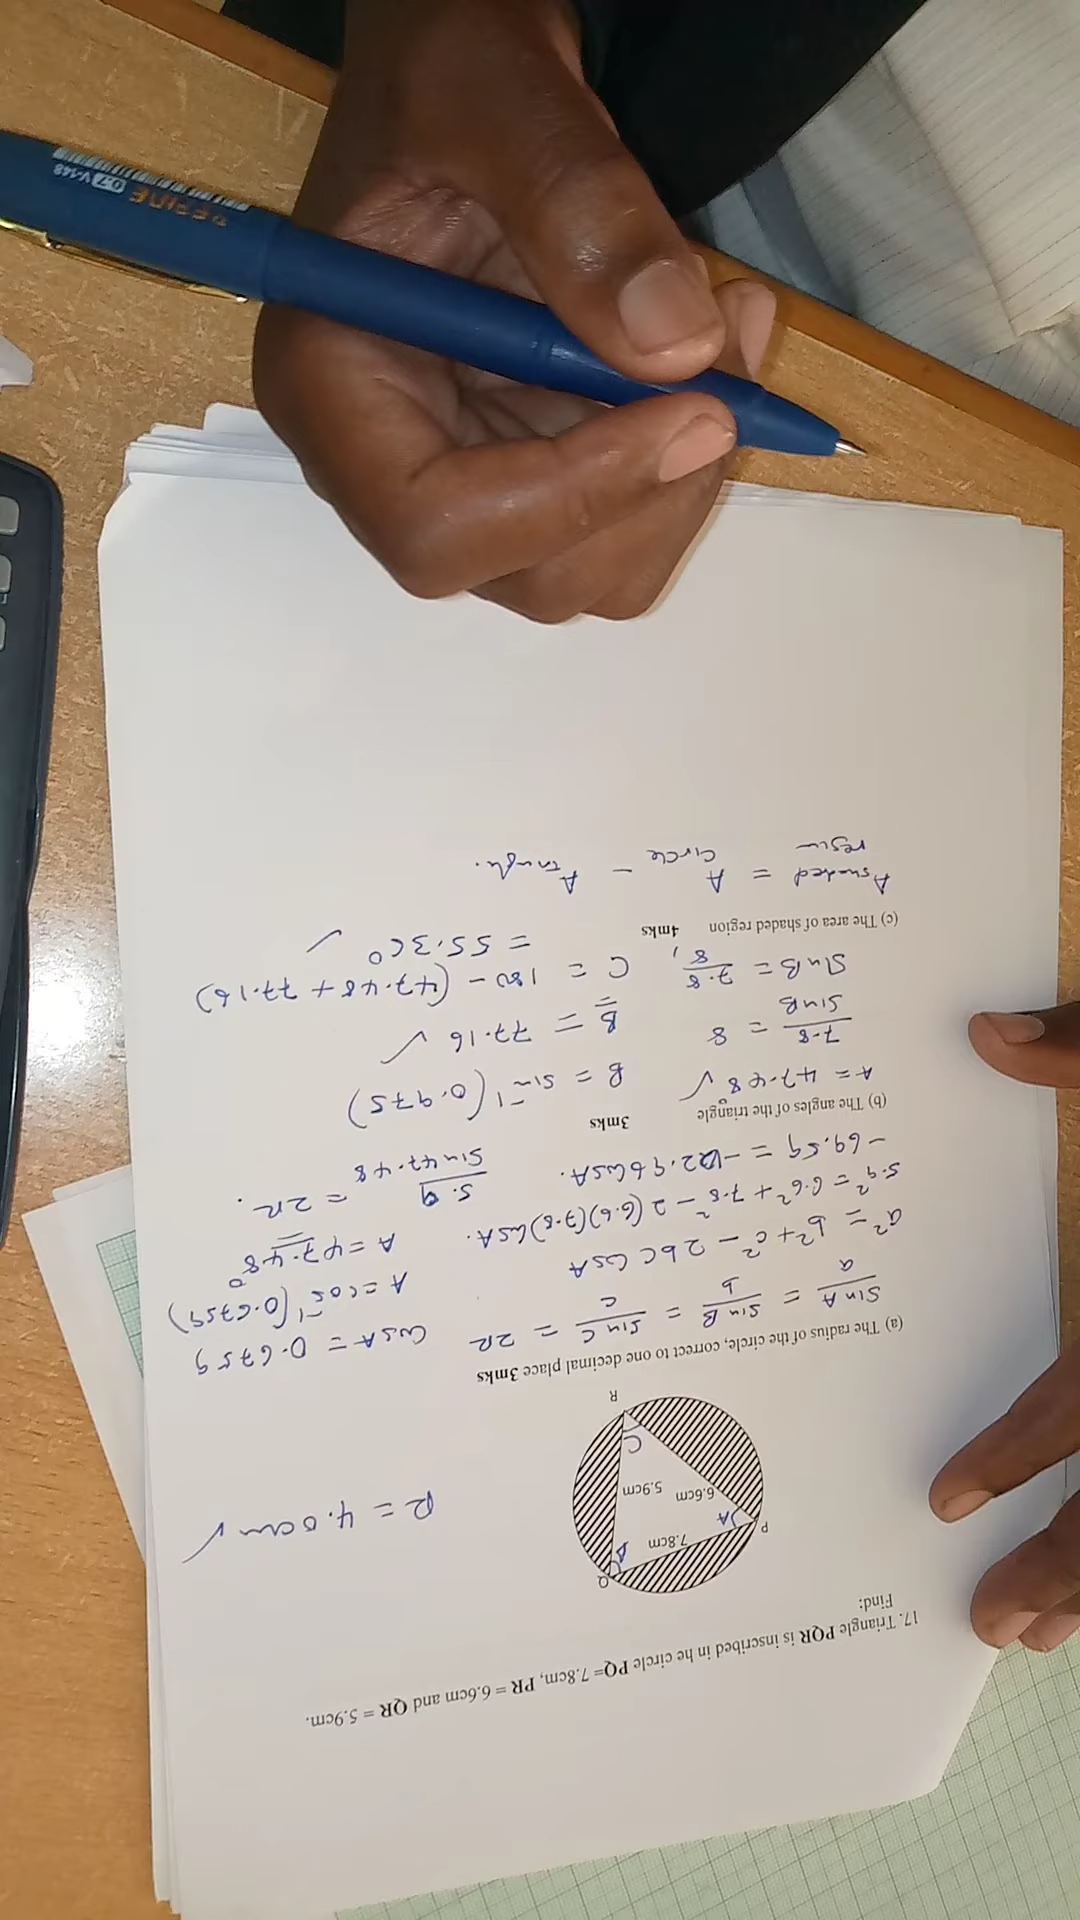 17. Triangle PQR is inscribed in he circle PQ= 7.8cm, PR = 6.6cm and QR = 5.9cm.
Find:
Q
P
7.8cm
A
B
6.6cm
5.9cm
C
R
R = 4.0cm ✓
(a) The radius of the circle, correct to one decimal place 3mks
sin A / a = sin B / b = sin C / c = 2R
a² = b² + c² - 2bc cos A
5.9² = 6.6² + 7.8² - 2(6.6)(7.8) cos A.
-69.59 = -102.96 cos A.
cos A = 0.6759
A = cos⁻¹(0.6759)
A = 47.48°
5.9 / sin 47.48 = 2R.
(b) The angles of the triangle 3mks
A = 47.48 ✓
7.8 / sin B = 8
sin B = 7.8 / 8,
B = sin⁻¹(0.975)
B = 77.16 ✓
C = 180 - (47.48 + 77.16)
= 55.36° ✓
(c) The area of shaded region 4mks
A shaded region = A circle - A triangle.
REFINE 0.7 V-148